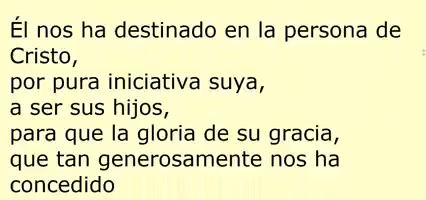 Él nos ha destinado en la persona de
Cristo,
por pura iniciativa suya,
a ser sus hijos,
para que la gloria de su gracia,
que tan generosamente nos ha
concedido